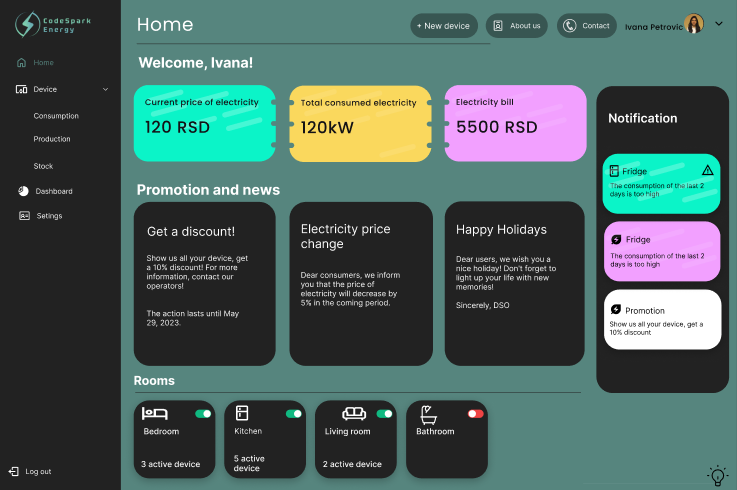 CodeSpark
Energy
Home
Device
Consumption
Production
Stock
Dashboard
Setings
Log out
Home
+ New device
About us
Contact
Ivana Petrovic
Welcome, Ivana!
Current price of electricity
120 RSD
Total consumed electricity
120kW
Electricity bill
5500 RSD
Promotion and news
Get a discount!
Show us all your device, get
a 10% discount! For more
information, contact our
operators!
The action lasts until May
29, 2023.
Electricity price
change
Dear consumers, we inform
you that the price of
electricity will decrease by
5% in the coming period.
Happy Holidays
Dear users, we wish you a
nice holiday! Don't forget to
light up your life with new
memories!
Sincerely, DSO
Notification
Fridge
The consumption of the last 2
days is too high
Fridge
The consumption of the last 2
days is too high
Promotion
Show us all your device, get a
10% discount
Rooms
Bedroom
3 active device
Kitchen
5 active
device
Living room
2 active device
Bathroom